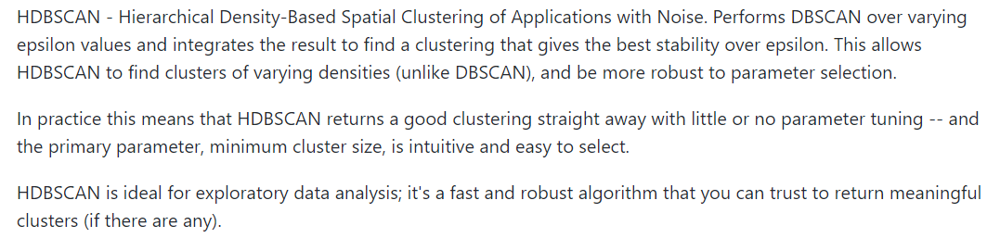 HDBSCAN - Hierarchical Density-Based Spatial Clustering of Applications with Noise. Performs DBSCAN over varying
epsilon values and integrates the result to find a clustering that gives the best stability over epsilon. This allows
HDBSCAN to find clusters of varying densities (unlike DBSCAN), and be more robust to parameter selection.
In practice this means that HDBSCAN returns a good clustering straight away with little or no parameter tuning -- and
the primary parameter, minimum cluster size, is intuitive and easy to select.
HDBSCAN is ideal for exploratory data analysis; it's a fast and robust algorithm that you can trust to return meaningful
clusters (if there are any).